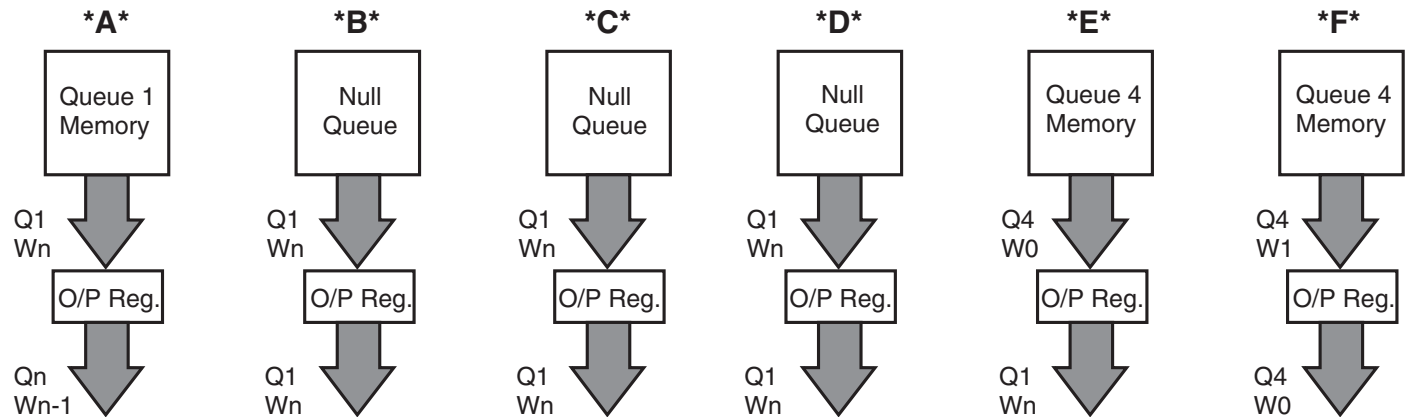 *A*
*B*
*C*
*D*
*E*
*F*
Queue 1
Memory
Null
Queue
Null
Queue
Null
Queue
Queue 4
Memory
Queue 4
Memory
Q1
Wn
Q1
Wn
Q1
Wn
Q1
Wn
Q4
W0
Q4
W1
O/P Reg.
O/P Reg.
O/P Reg.
O/P Reg.
O/P Reg.
O/P Reg.
Qn
Wn-1
Q1
Wn
Q1
Wn
Q1
Wn
Q1
Wn
Q4
W0